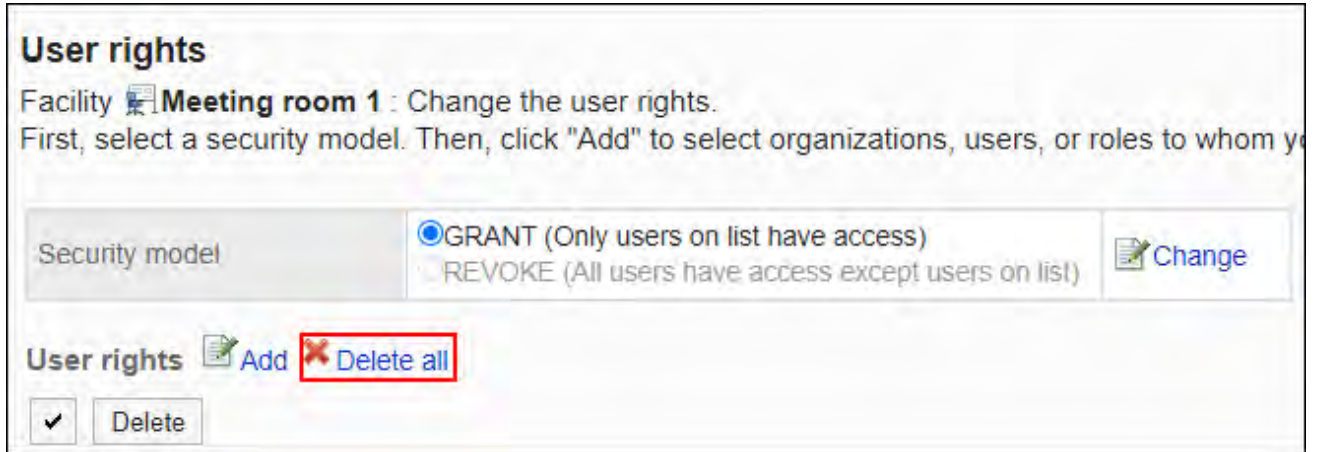 User rights
Facility Meeting room 1 : Change the user rights.
First, select a security model. Then, click "Add" to select organizations, users, or roles to whom
Security model
GRANT (Only users on list have access)
REVOKE (All users have access except users on list)
Change
User rights Add Delete all
Delete